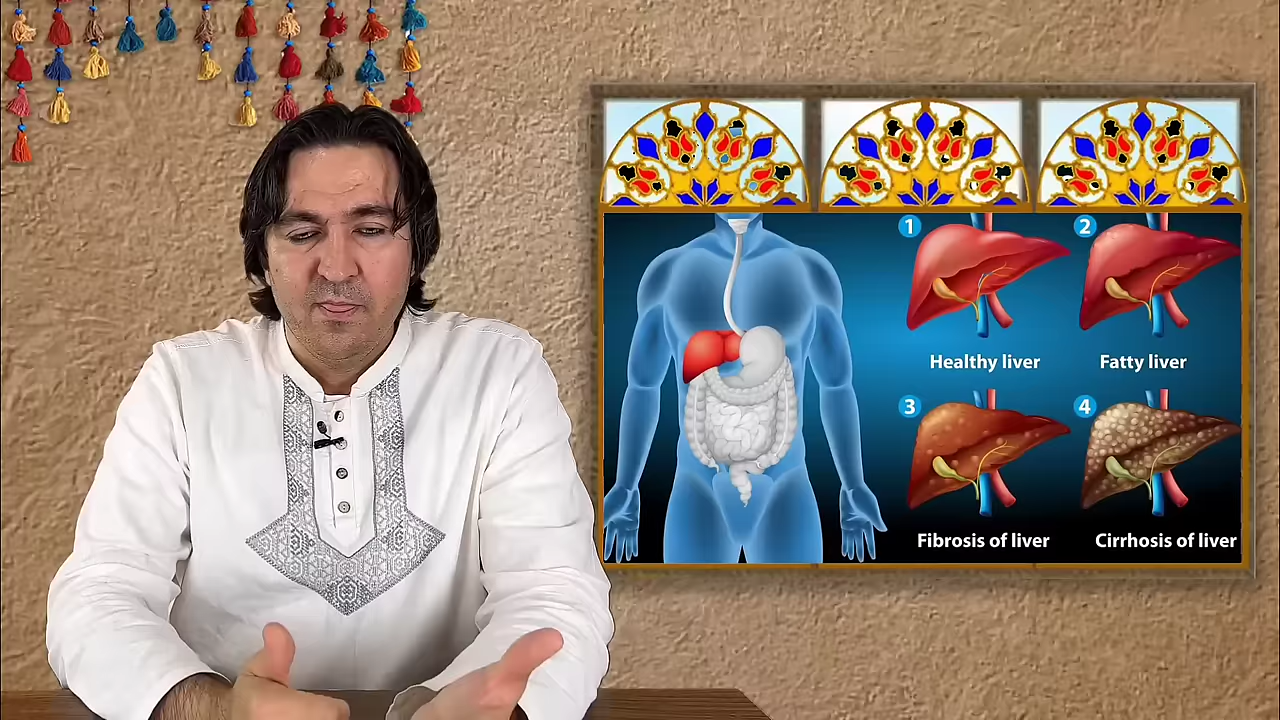 1
2
Healthy liver
Fatty liver
3
4
Fibrosis of liver
Cirrhosis of liver